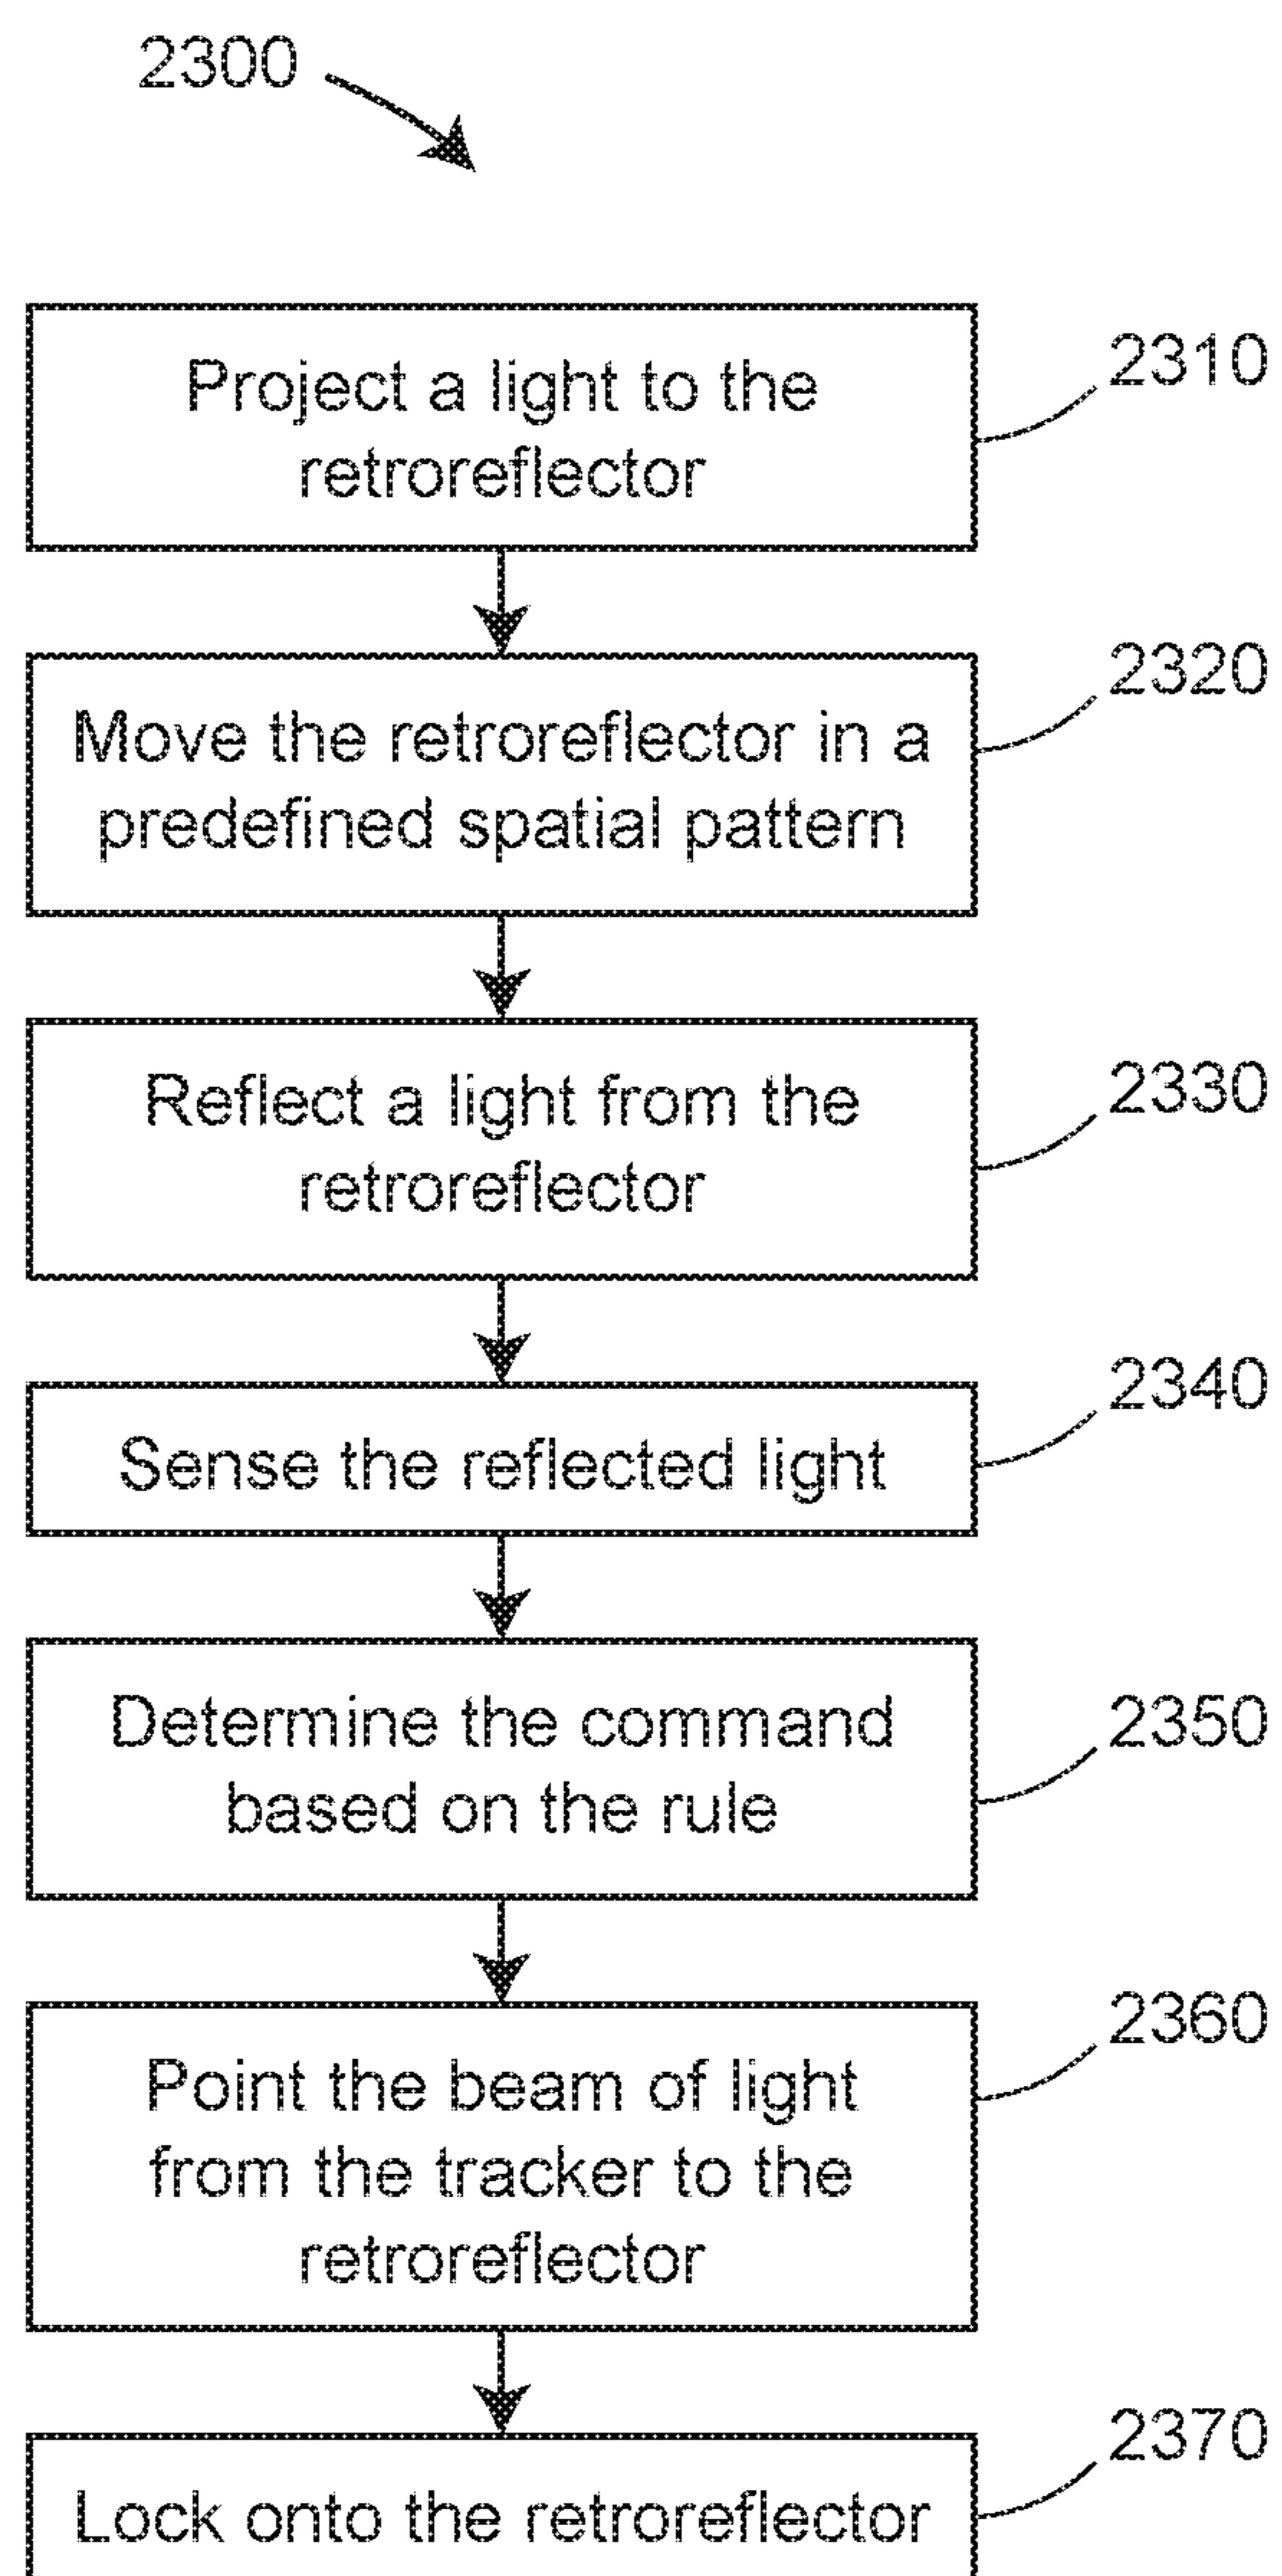 2300
Project a light to the
retroreflector
2310
Move the retroreflector in a
predefined spatial pattern
2320
Reflect a light from the
retroreflector
2330
Sense the reflected light
2340
Determine the command
based on the rule
2350
Point the beam of light
from the tracker to the
retroreflector
2360
Lock onto the retroreflector
2370